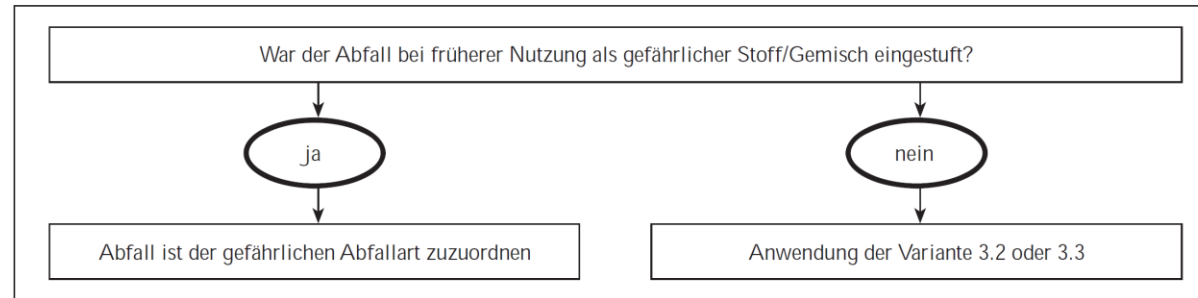 War der Abfall bei früherer Nutzung als gefährlicher Stoff/Gemisch eingestuft?
ja
nein
Abfall ist der gefährlichen Abfallart zuzuordnen
Anwendung der Variante 3.2 oder 3.3